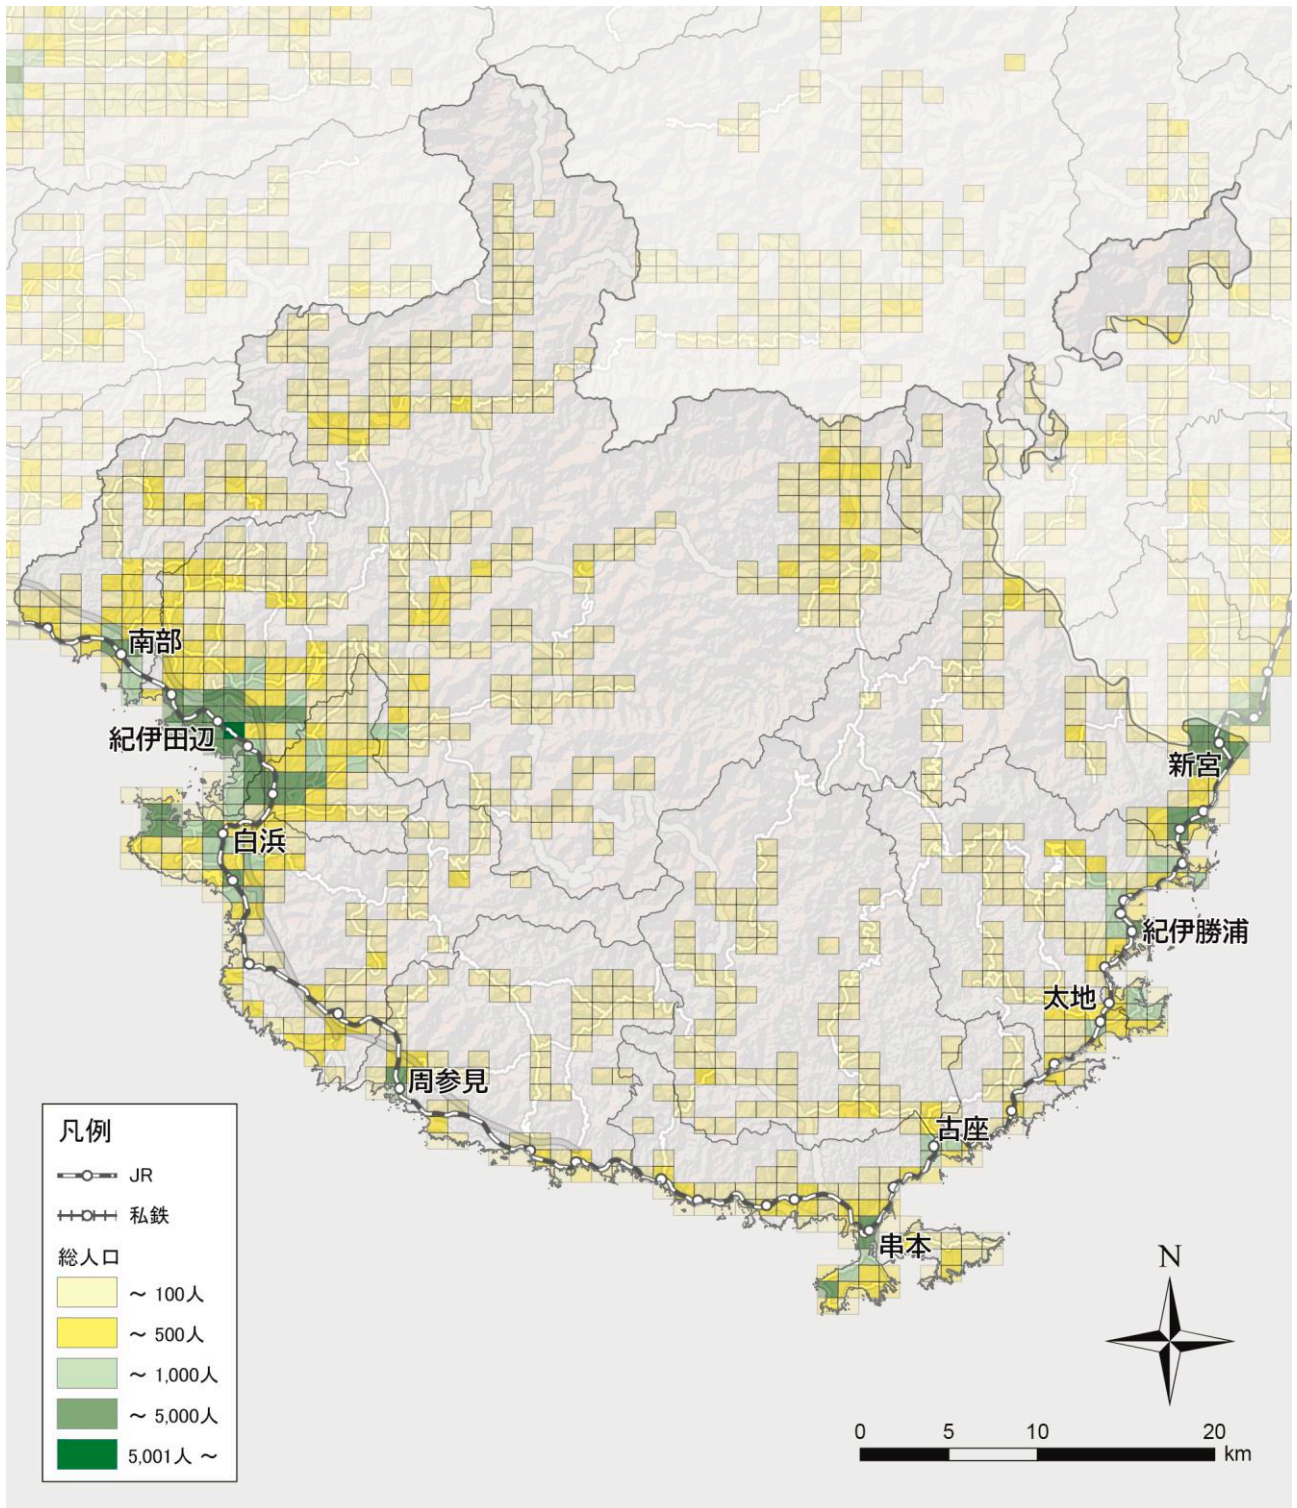 南部
紀伊田辺
白浜
周参見
新宮
紀伊勝浦
太地
古座
串本
凡例
JR
私鉄
総人口
～ 100人
～ 500人
～ 1,000人
～ 5,000人
5,001人 ～
N
0 5 10 20
km